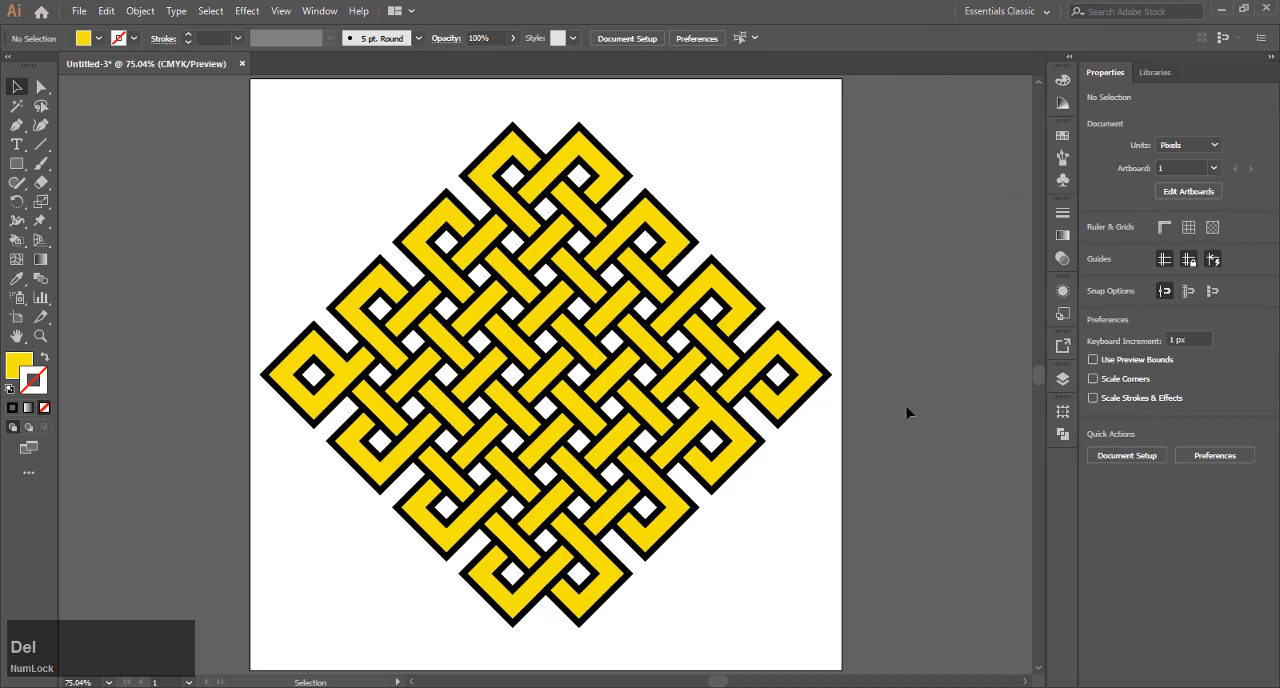 Ai File Edit Object Type Select Effect View Window Help Essentials Classic Search Adobe Stock
No Selection Stroke: 5 pt. Round Opacity: 100% Style: Document Setup Preferences
Untitled-3* @ 75.04% (CMYK/Preview) ×
Properties Libraries
No Selection
Document
Units: Pixels
Artboard: 1
Edit Artboards
Ruler & Grids
Guides
Snap Options
Preferences
Keyboard Increment: 1 px
Use Preview Bounds
Scale Corners
Scale Strokes & Effects
Quick Actions
Document Setup Preferences
Del
NumLock
75.04% 1 Selection